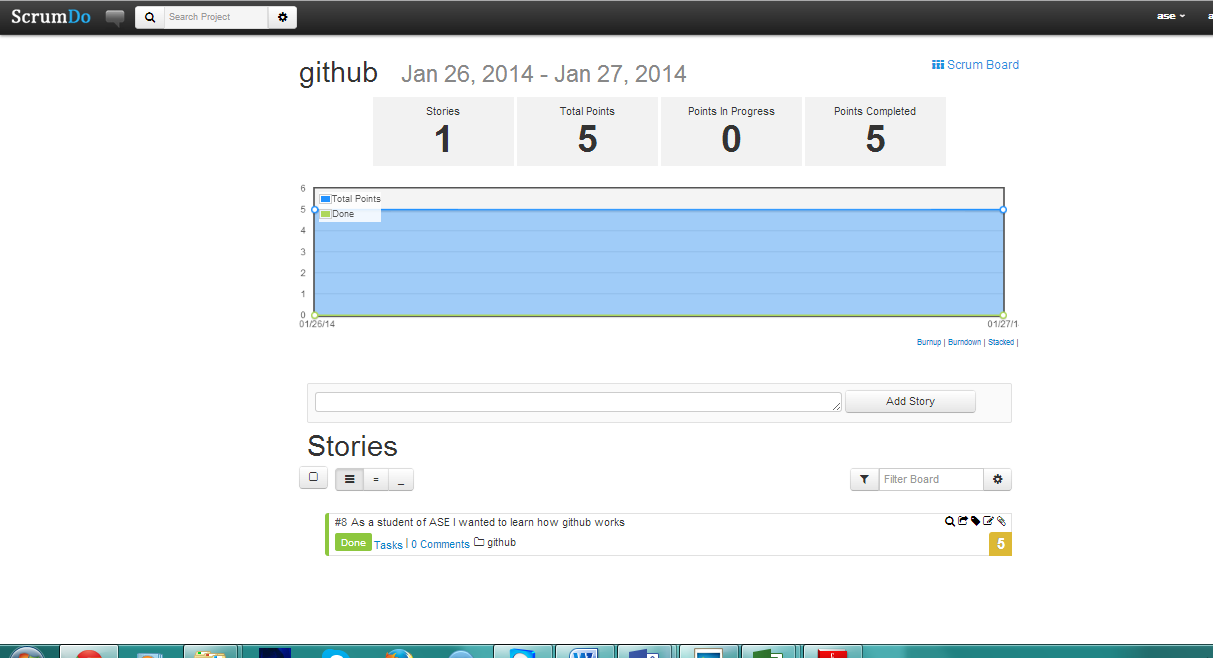 ScrumDo Search Project ase
github Jan 26, 2014 - Jan 27, 2014 Scrum Board
Stories Total Points Points In Progress Points Completed
1 5 0 5
6
Total Points
5
Done
4
3
2
1
0
01/26/14 01/27/1
Burnup | Burndown | Stacked |
Add Story
Stories
= _ Filter Board
#8 As a student of ASE I wanted to learn how github works
Done Tasks | 0 Comments github 5